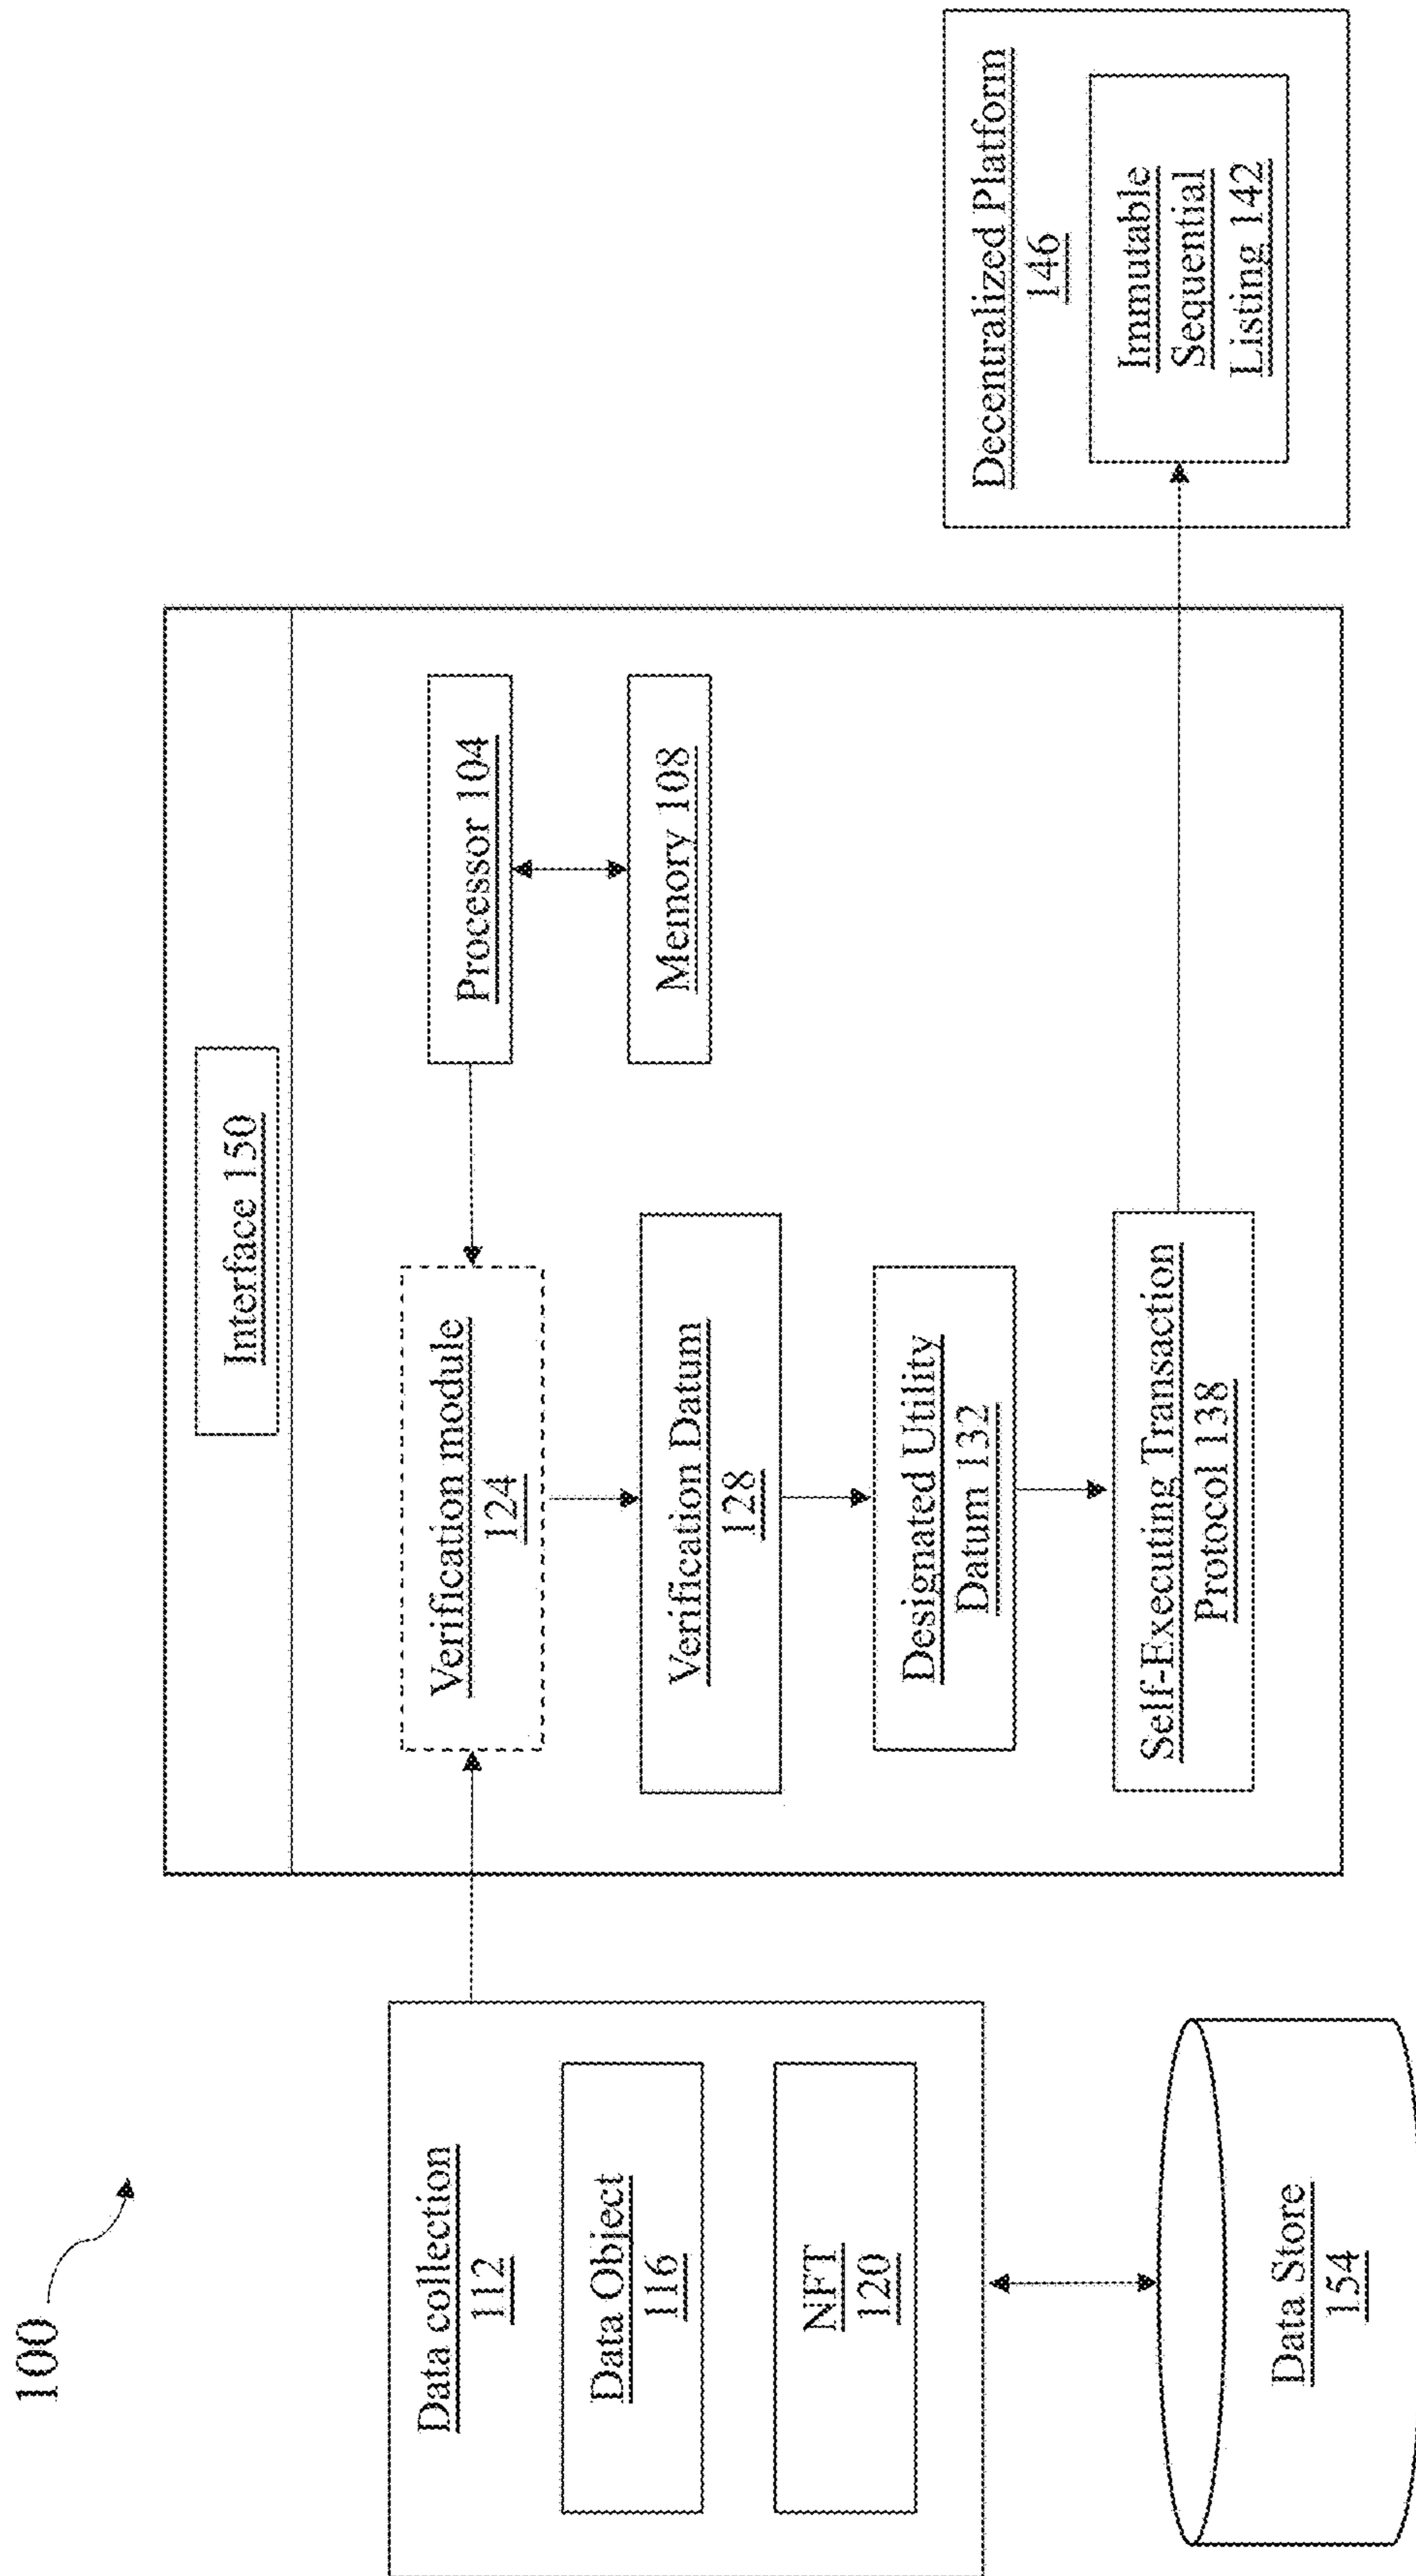 100
Data collection
112
Data Object
116
NFT
120
Data Store
154
Interface 150
Verification module
124
Processor 104
Memory 108
Verification Datum
128
Designated Utility
Datum 132
Self-Executing Transaction
Protocol 138
Decentralized Platform
146
Immutable
Sequential
Listing 142